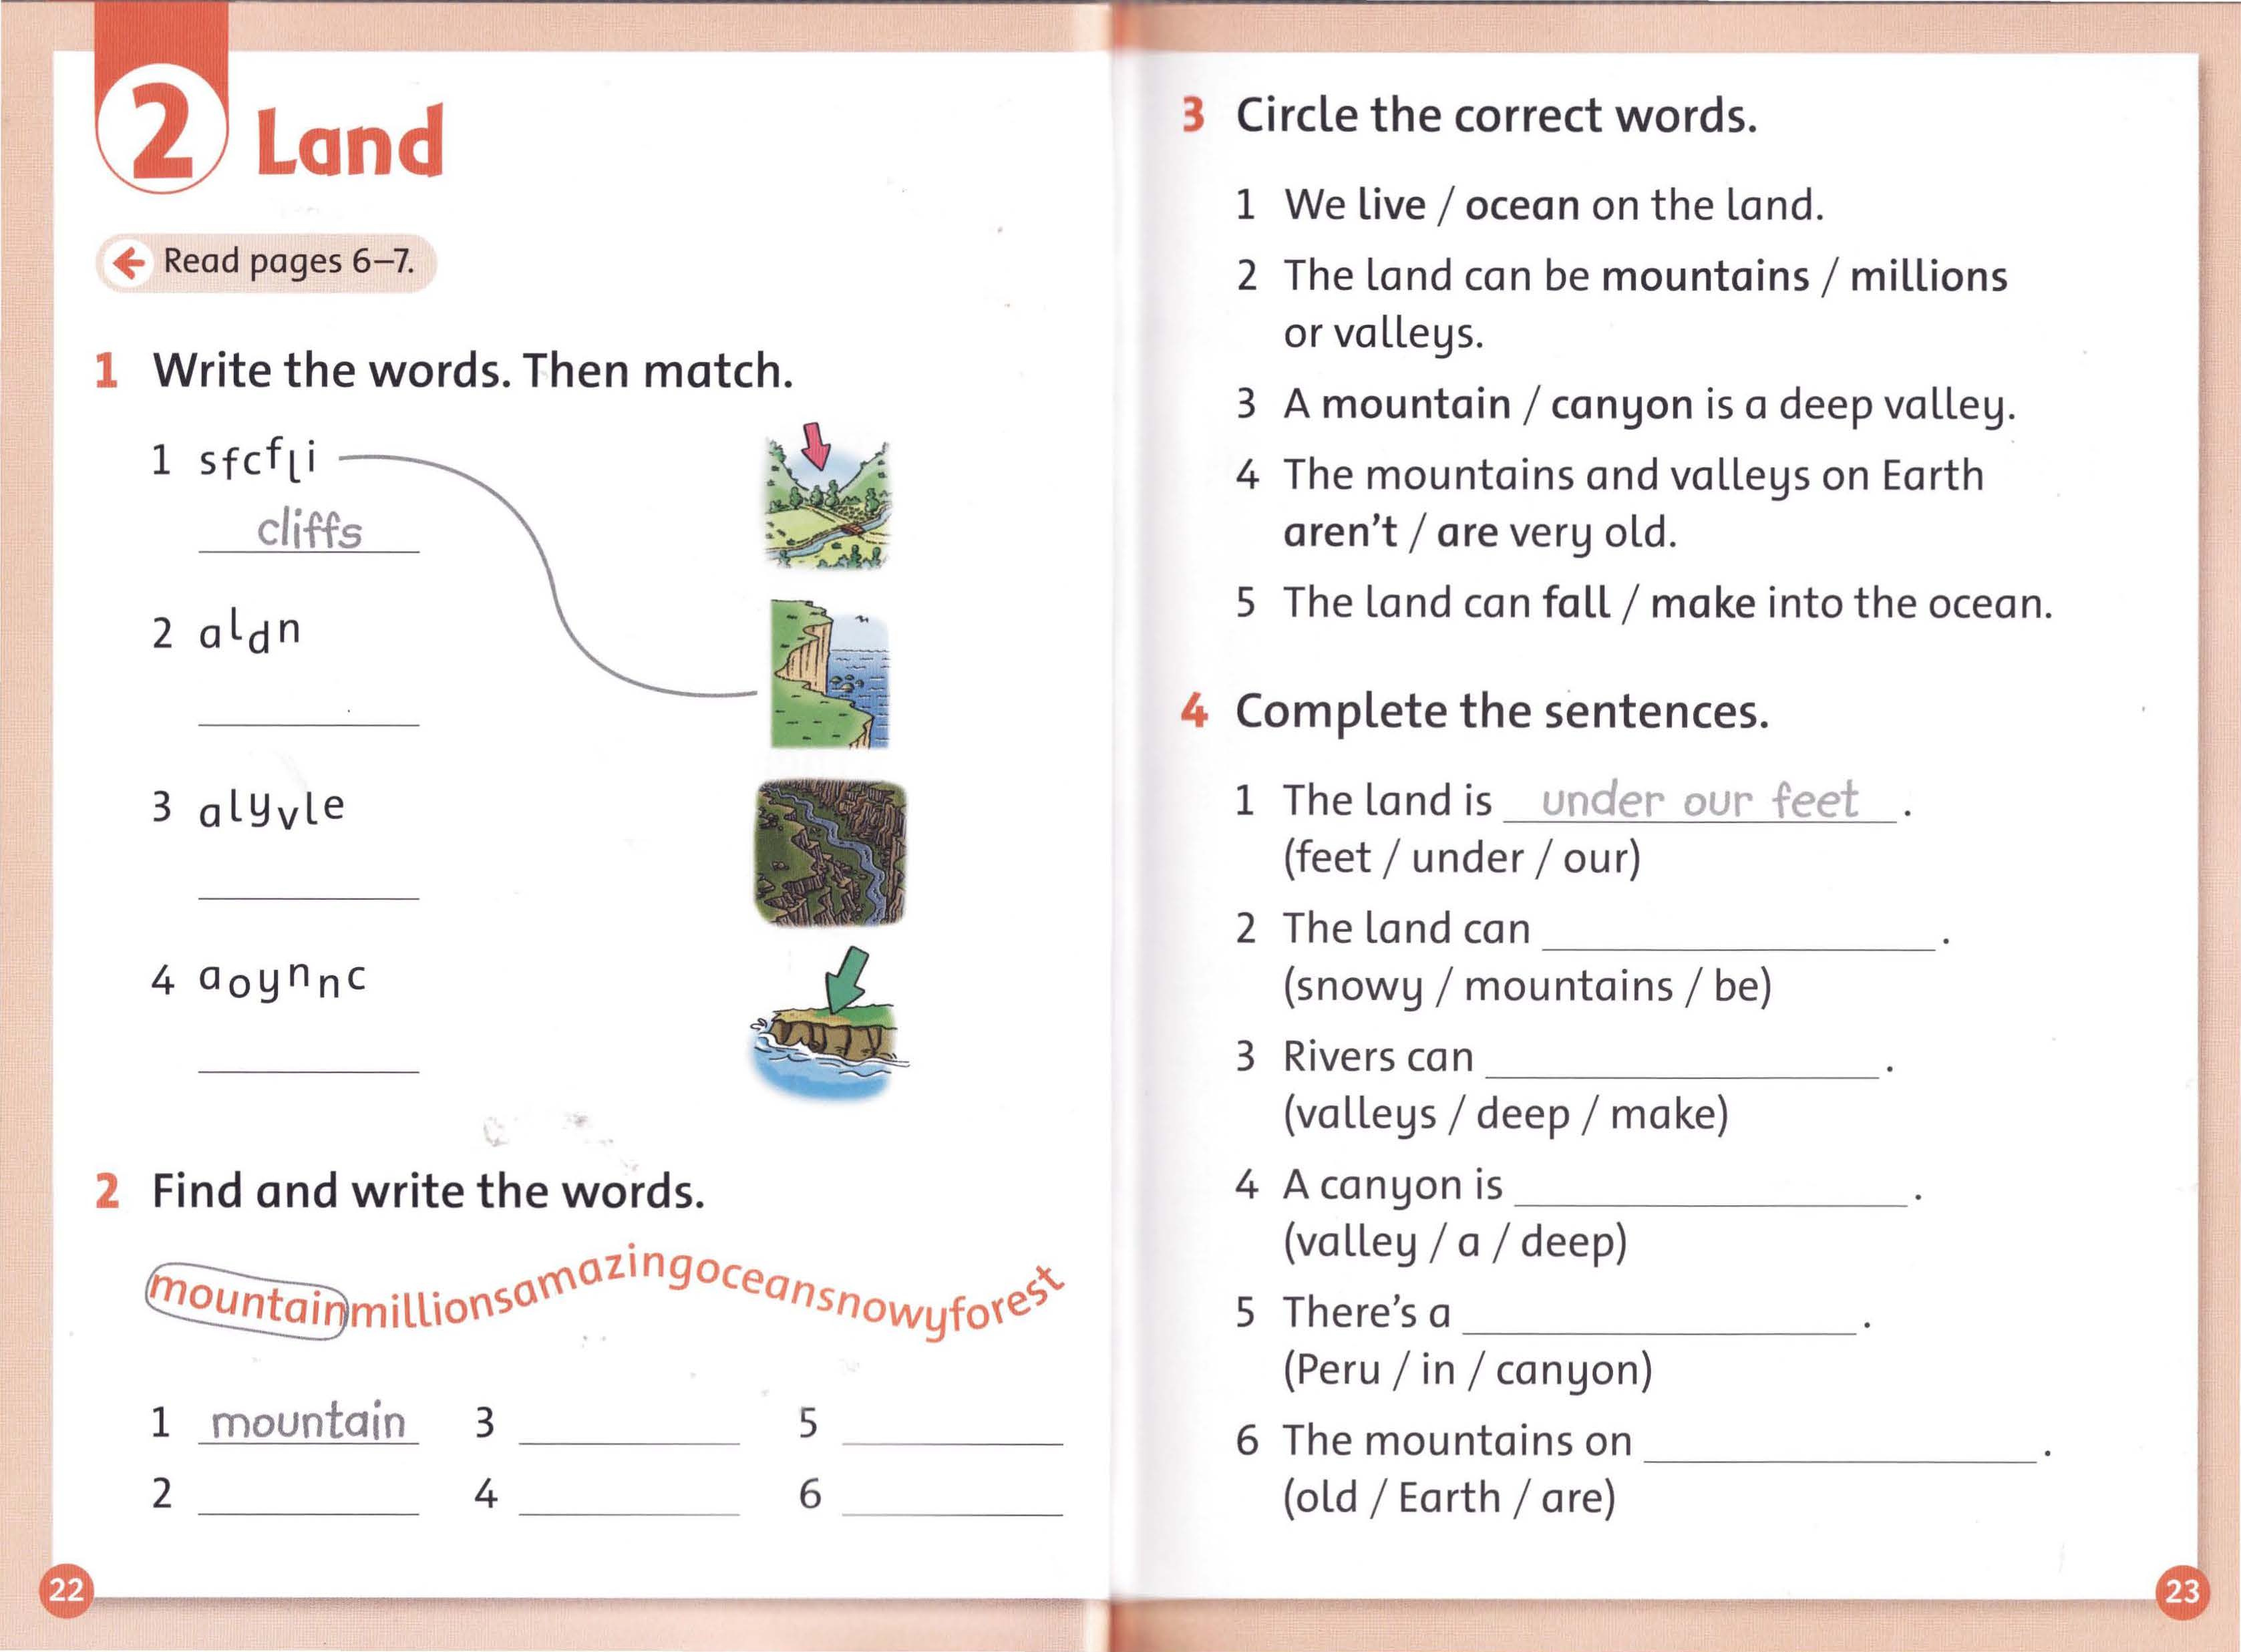 2 Land
Read pages 6–7.
1 Write the words. Then match.
1 sfcfli
cliffs
2 aldn
3 alyvle
4 aoynnc
2 Find and write the words.
mountainmillionsamazingoceansnowyforest
1 mountain 3 5
2 4 6
22
3 Circle the correct words.
1 We live / ocean on the land.
2 The land can be mountains / millions
or valleys.
3 A mountain / canyon is a deep valley.
4 The mountains and valleys on Earth
aren't / are very old.
5 The land can fall / make into the ocean.
4 Complete the sentences.
1 The land is under our feet.
(feet / under / our)
2 The land can ____________.
(snowy / mountains / be)
3 Rivers can ____________.
(valleys / deep / make)
4 A canyon is ____________.
(valley / a / deep)
5 There's a ____________.
(Peru / in / canyon)
6 The mountains on ____________.
(old / Earth / are)
23